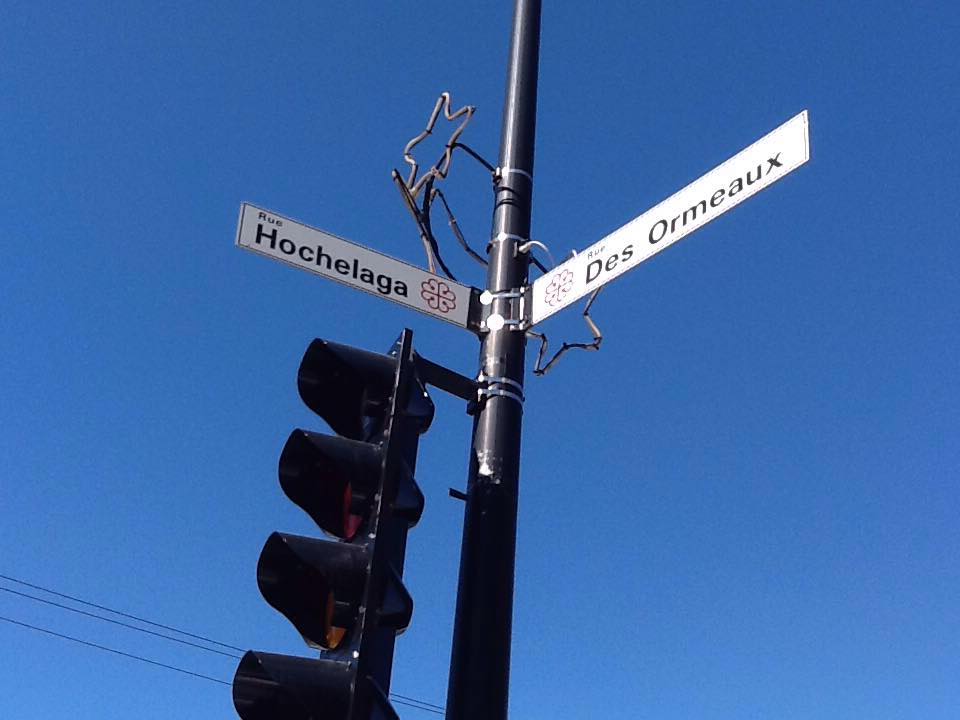 Rue
Hochelaga
Rue
Des Ormeaux